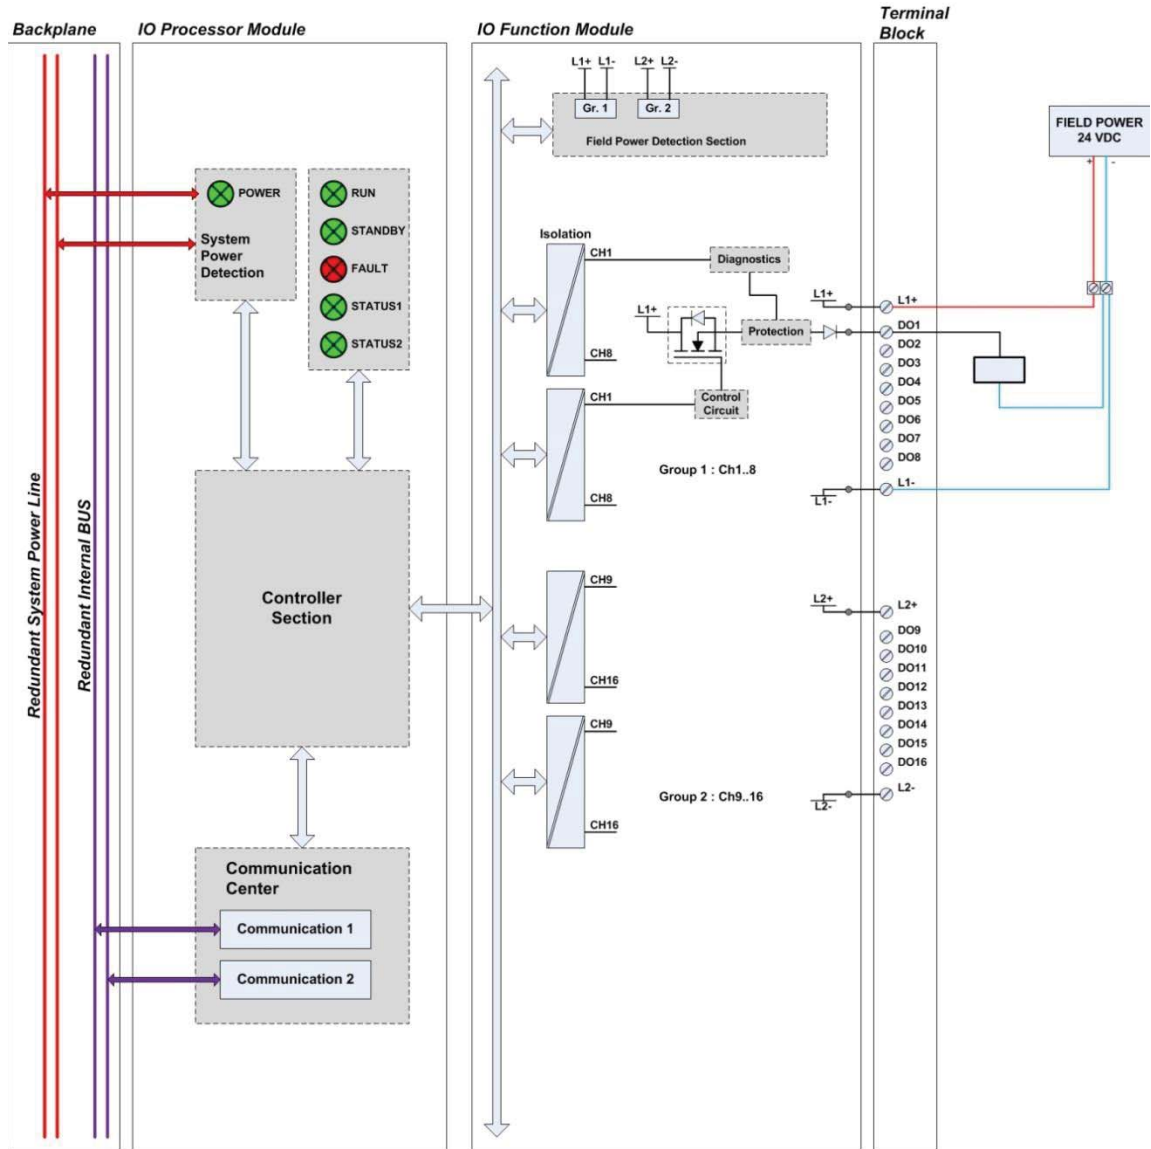 Backplane
IO Processor Module
IO Function Module
Terminal
Block
L1+
L1-
L2+
L2-
Gr. 1
Gr. 2
Field Power Detection Section
FIELD POWER
24 VDC
+
-
POWER
System
Power
Detection
RUN
STANDBY
FAULT
STATUS1
STATUS2
Isolation
CH1
CH8
Diagnostics
L1+
Protection
CH1
CH8
Control
Circuit
Group 1 : Ch1..8
L1+
L1-
L1+
DO1
DO2
DO3
DO4
DO5
DO6
DO7
DO8
L1-
Redundant System Power Line
Redundant Internal BUS
Controller
Section
CH9
CH16
CH9
CH16
Group 2 : Ch9..16
L2+
L2-
L2+
DO9
DO10
DO11
DO12
DO13
DO14
DO15
DO16
L2-
Communication
Center
Communication 1
Communication 2